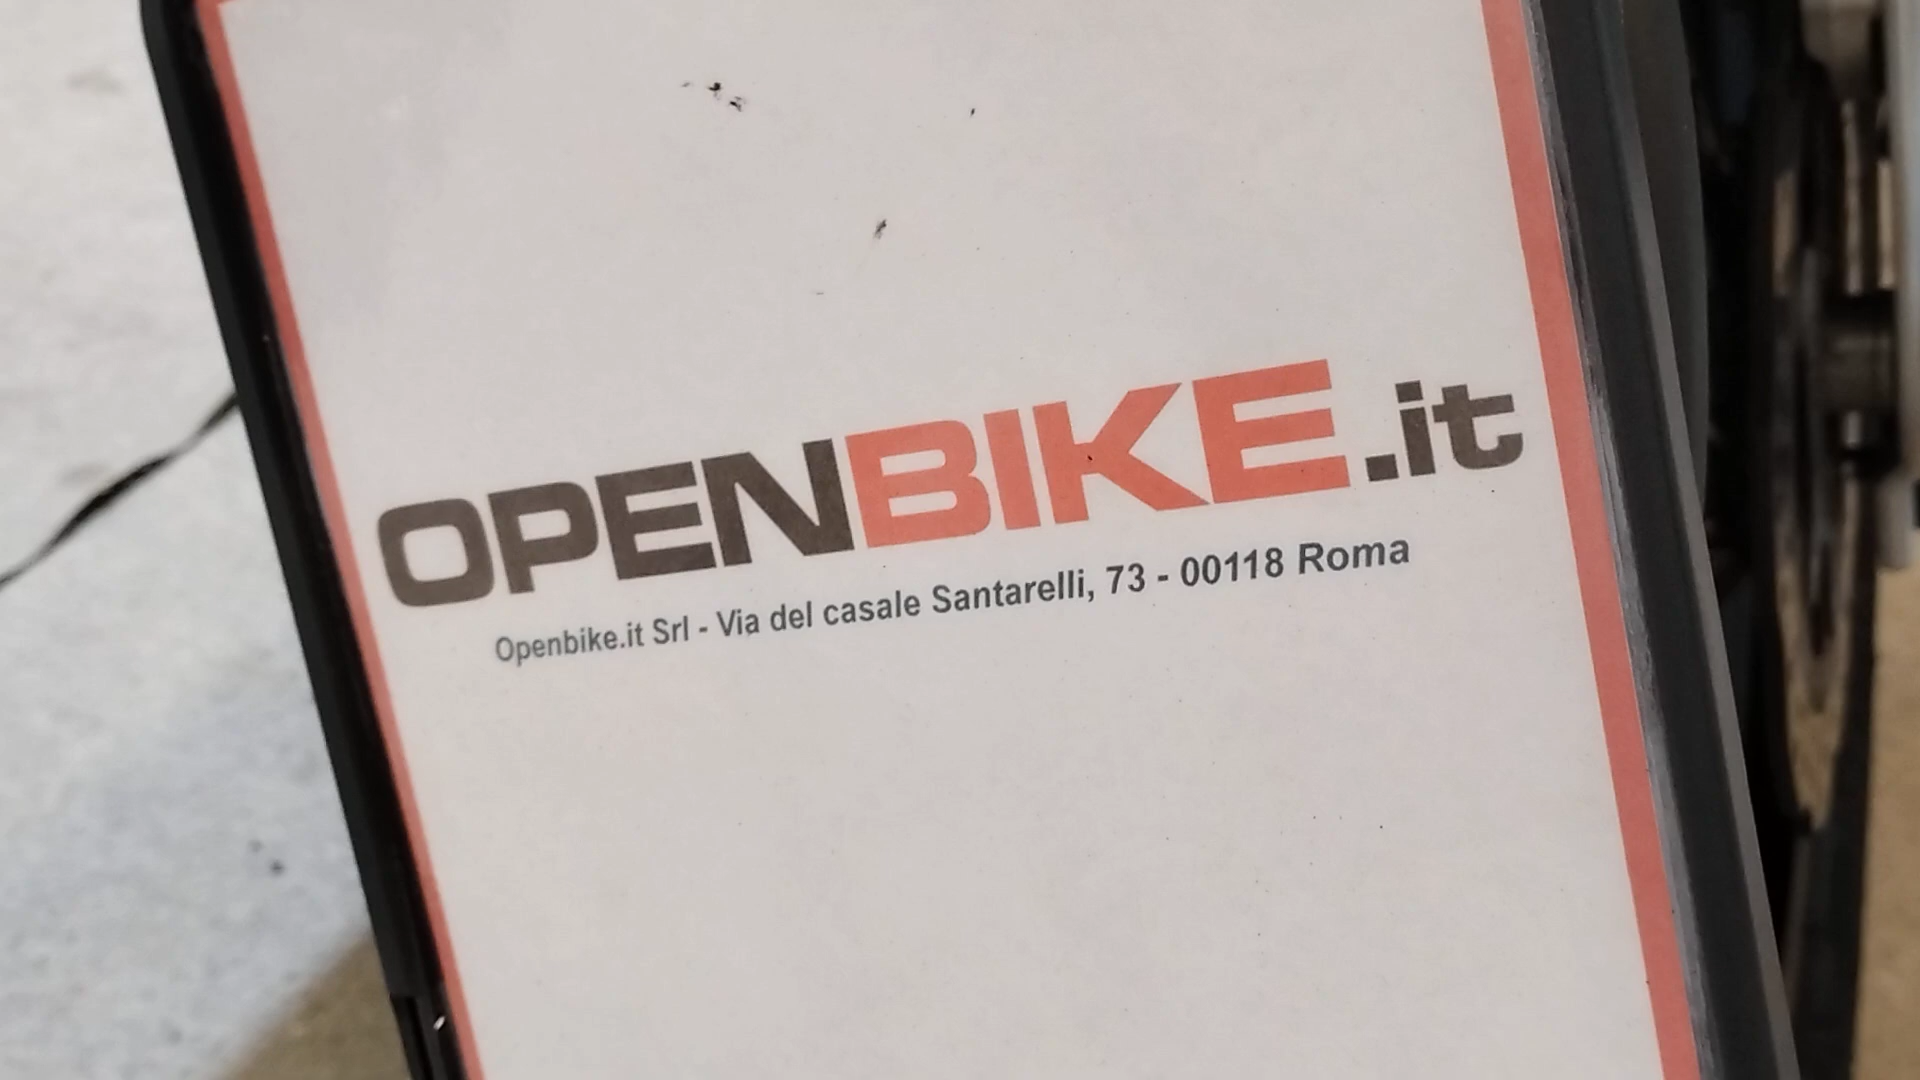 OPENBIKE.it
Openbike.it Srl - Via del casale Santarelli, 73 - 00118 Roma